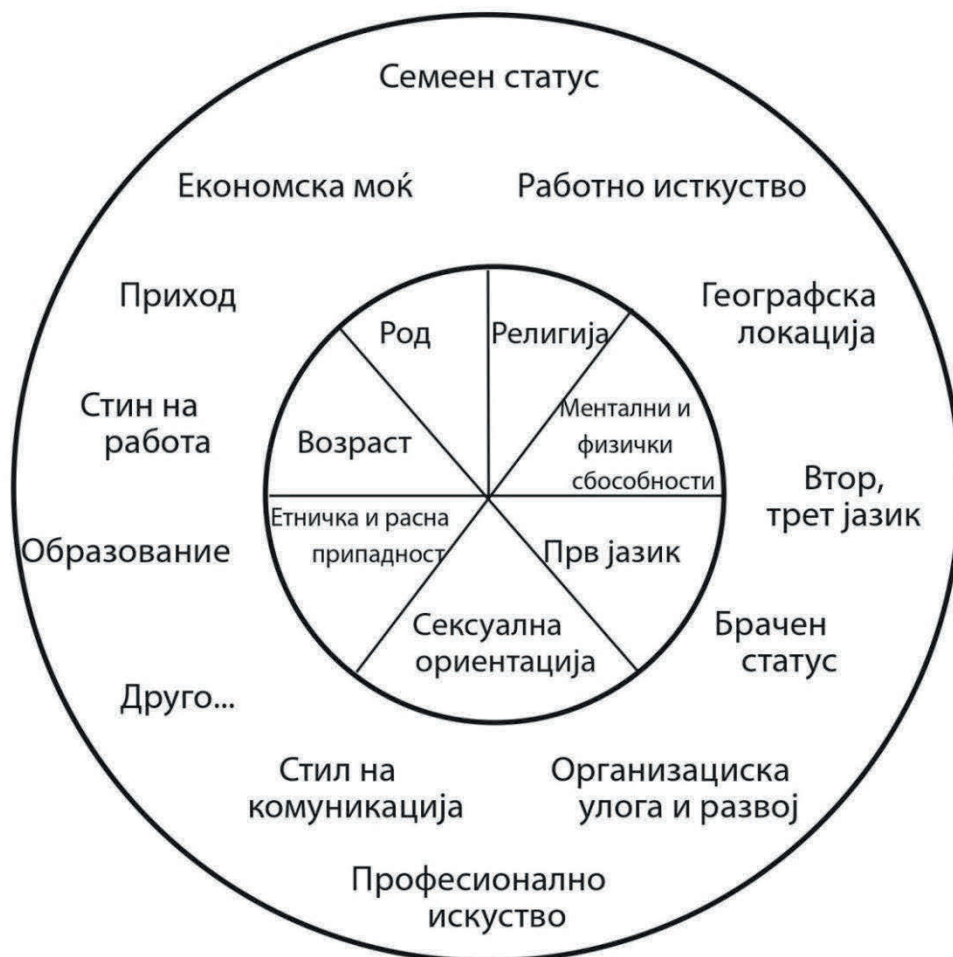 Семеен статус
Економска моќ
Работно исткуство
Приход
Географска
локација
Стин на
работа
Втор,
трет јазик
Образование
Брачен
статус
Друго...
Стил на
комуникација
Организациска
улога и развој
Професионално
искуство
Род
Религија
Возраст
Ментални и
физички
сбособности
Етничка и расна
припадност
Прв јазик
Сексуална
ориентација